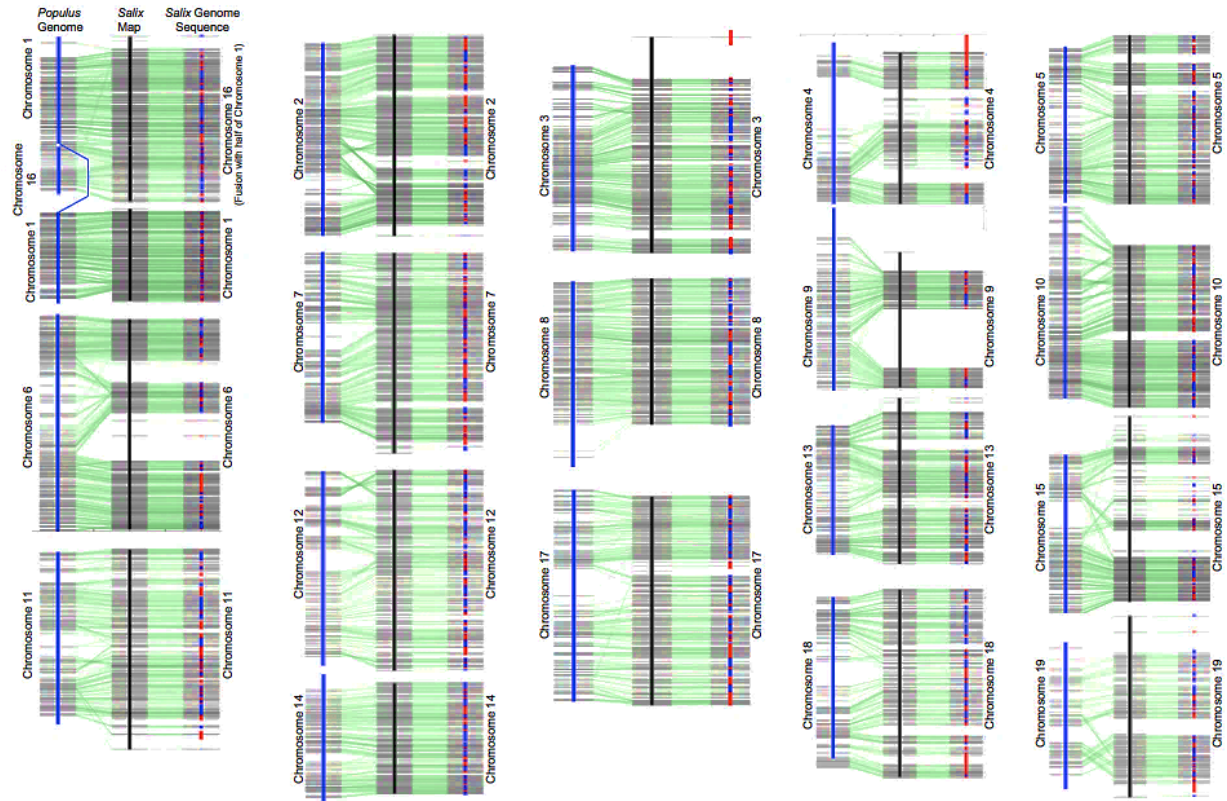 Populus
Genome
Salix
Map
Salix Genome
Sequence
Chromosome 1
Chromosome
16
Chromosome 1
Chromosome 16
(Fusion with half of Chromosome 1)
Chromosome 1
Chromosome 6
Chromosome 6
Chromosome 11
Chromosome 11
Chromosome 2
Chromosome 2
Chromosome 7
Chromosome 7
Chromosome 12
Chromosome 12
Chromosome 14
Chromosome 14
Chromosome 3
Chromosome 3
Chromosome 8
Chromosome 8
Chromosome 17
Chromosome 17
Chromosome 4
Chromosome 4
Chromosome 9
Chromosome 9
Chromosome 13
Chromosome 13
Chromosome 18
Chromosome 18
Chromosome 5
Chromosome 5
Chromosome 10
Chromosome 10
Chromosome 15
Chromosome 15
Chromosome 19
Chromosome 19